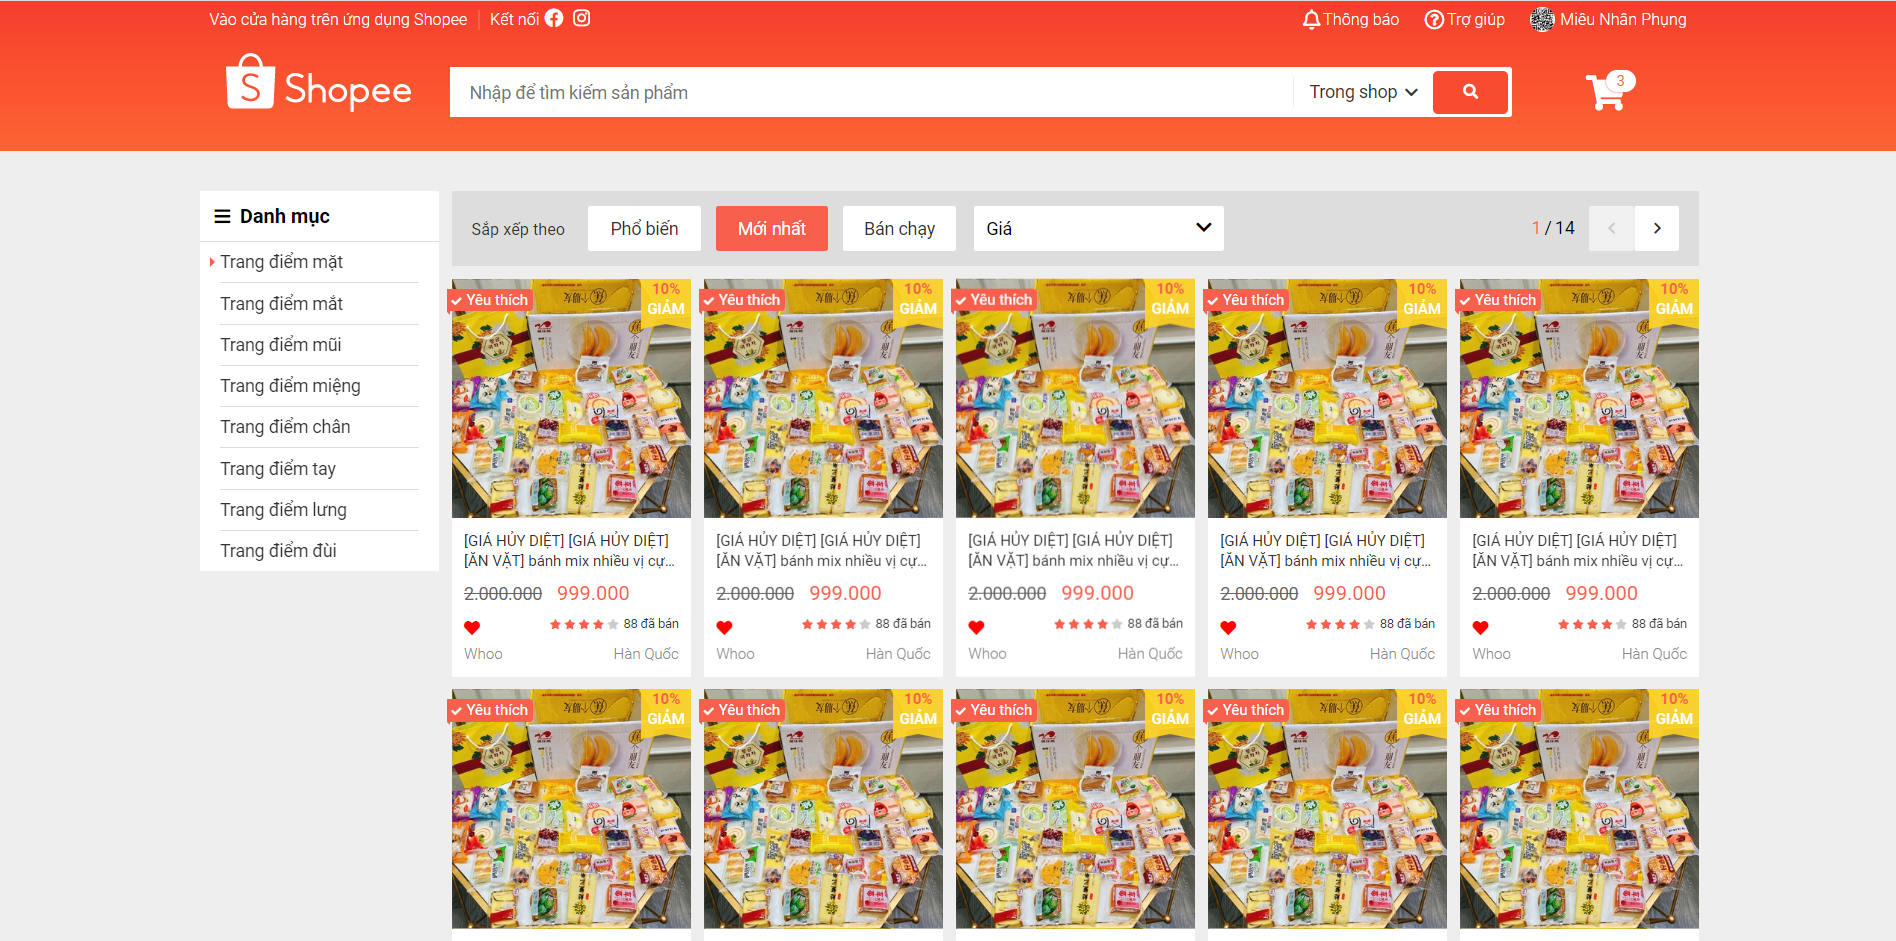 Vào cửa hàng trên ứng dụng Shopee
Kết nối
Thông báo
Trợ giúp
Miêu Nhân Phụng
Shopee
Nhập để tìm kiếm sản phẩm
Trong shop
3
Danh mục
Trang điểm mặt
Trang điểm mắt
Trang điểm mũi
Trang điểm miệng
Trang điểm chân
Trang điểm tay
Trang điểm lưng
Trang điểm đùi
Sắp xếp theo
Phổ biến
Mới nhất
Bán chạy
Giá
1 / 14
Yêu thích
10%
GIẢM
[GIÁ HỦY DIỆT] [GIÁ HỦY DIỆT]
[ĂN VẶT] bánh mix nhiều vị cự...
2.000.000 999.000
88 đã bán
Whoo Hàn Quốc
Yêu thích
10%
GIẢM
[GIÁ HỦY DIỆT] [GIÁ HỦY DIỆT]
[ĂN VẶT] bánh mix nhiều vị cự...
2.000.000 999.000
88 đã bán
Whoo Hàn Quốc
Yêu thích
10%
GIẢM
[GIÁ HỦY DIỆT] [GIÁ HỦY DIỆT]
[ĂN VẶT] bánh mix nhiều vị cự...
2.000.000 999.000
88 đã bán
Whoo Hàn Quốc
Yêu thích
10%
GIẢM
[GIÁ HỦY DIỆT] [GIÁ HỦY DIỆT]
[ĂN VẶT] bánh mix nhiều vị cự...
2.000.000 999.000
88 đã bán
Whoo Hàn Quốc
Yêu thích
10%
GIẢM
[GIÁ HỦY DIỆT] [GIÁ HỦY DIỆT]
[ĂN VẶT] bánh mix nhiều vị cự...
2.000.000 999.000
88 đã bán
Whoo Hàn Quốc
Yêu thích
10%
GIẢM
Yêu thích
10%
GIẢM
Yêu thích
10%
GIẢM
Yêu thích
10%
GIẢM
Yêu thích
10%
GIẢM